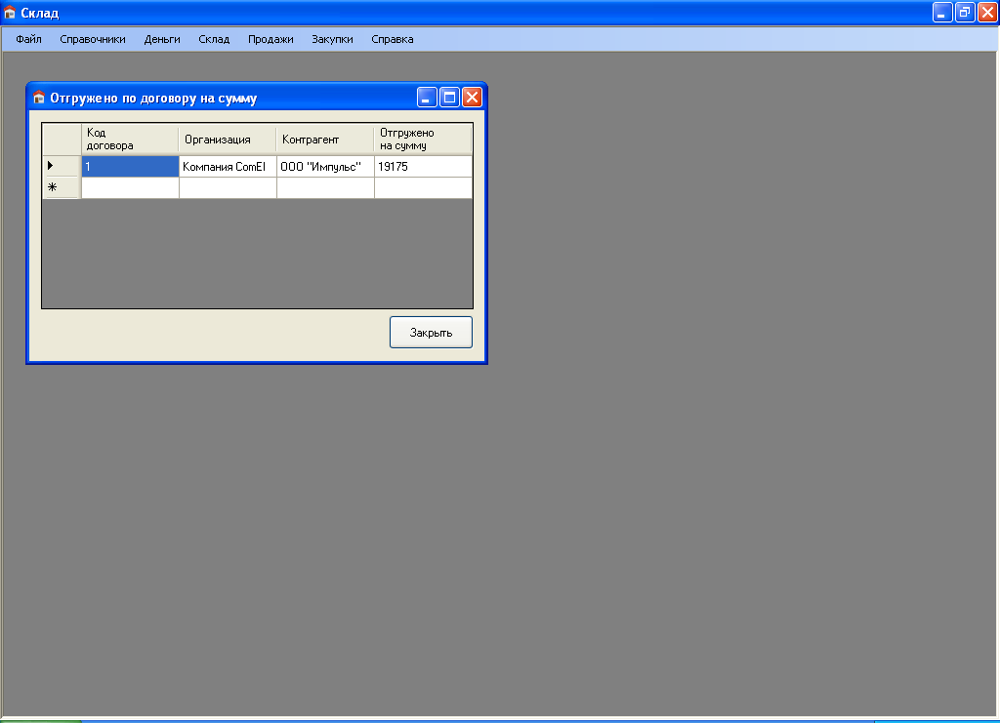 Склад
Файл Справочники Деньги Склад Продажи Закупки Справка
Отгружено по договору на сумму
Код договора Организация Контрагент Отгружено на сумму
1 Компания ComEl ООО "Импульс" 19175
Закрыть